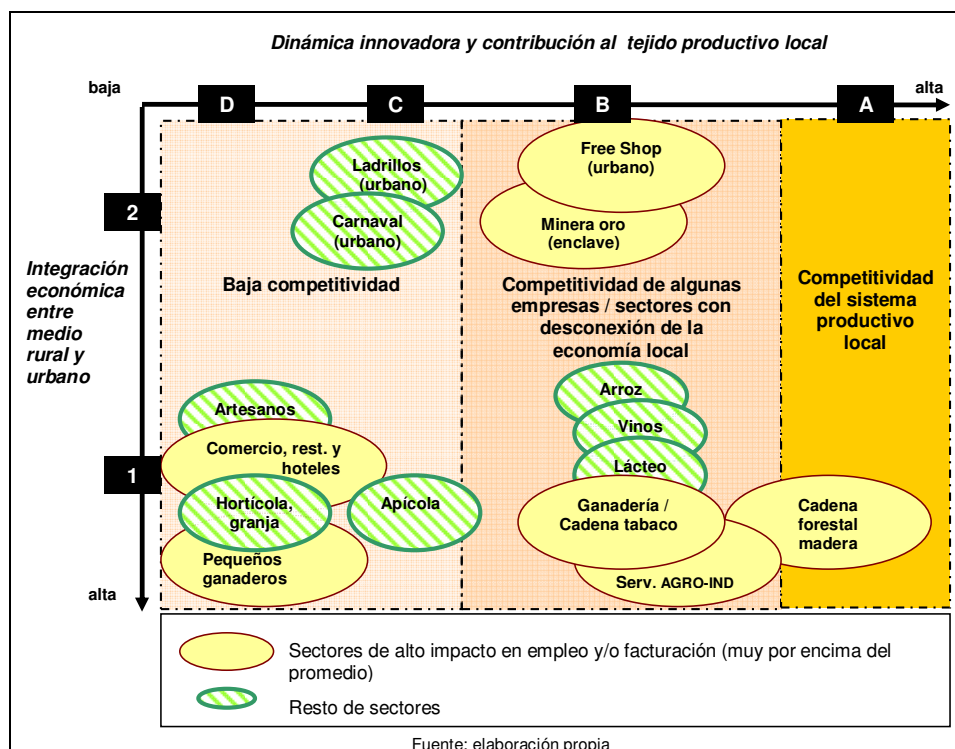 Dinámica innovadora y contribución al tejido productivo local
baja
D
C
B
A
alta
Ladrillos
(urbano)
Carnaval
(urbano)
Free Shop
(urbano)
Minera oro
(enclave)
2
Integración
económica
entre
medio
rural y
urbano
Baja competitividad
Competitividad de algunas
empresas / sectores con
desconexión de la
economía local
Competitividad
del sistema
productivo
local
Artesanos
Comercio, rest. y
hoteles
Arroz
Vinos
Lácteo
1
Hortícola,
granja
Apícola
Ganadería /
Cadena tabaco
Cadena
forestal
madera
Pequeños
ganaderos
Serv. AGRO-IND
alta
Sectores de alto impacto en empleo y/o facturación (muy por encima del
promedio)
Resto de sectores
Fuente: elaboración propia